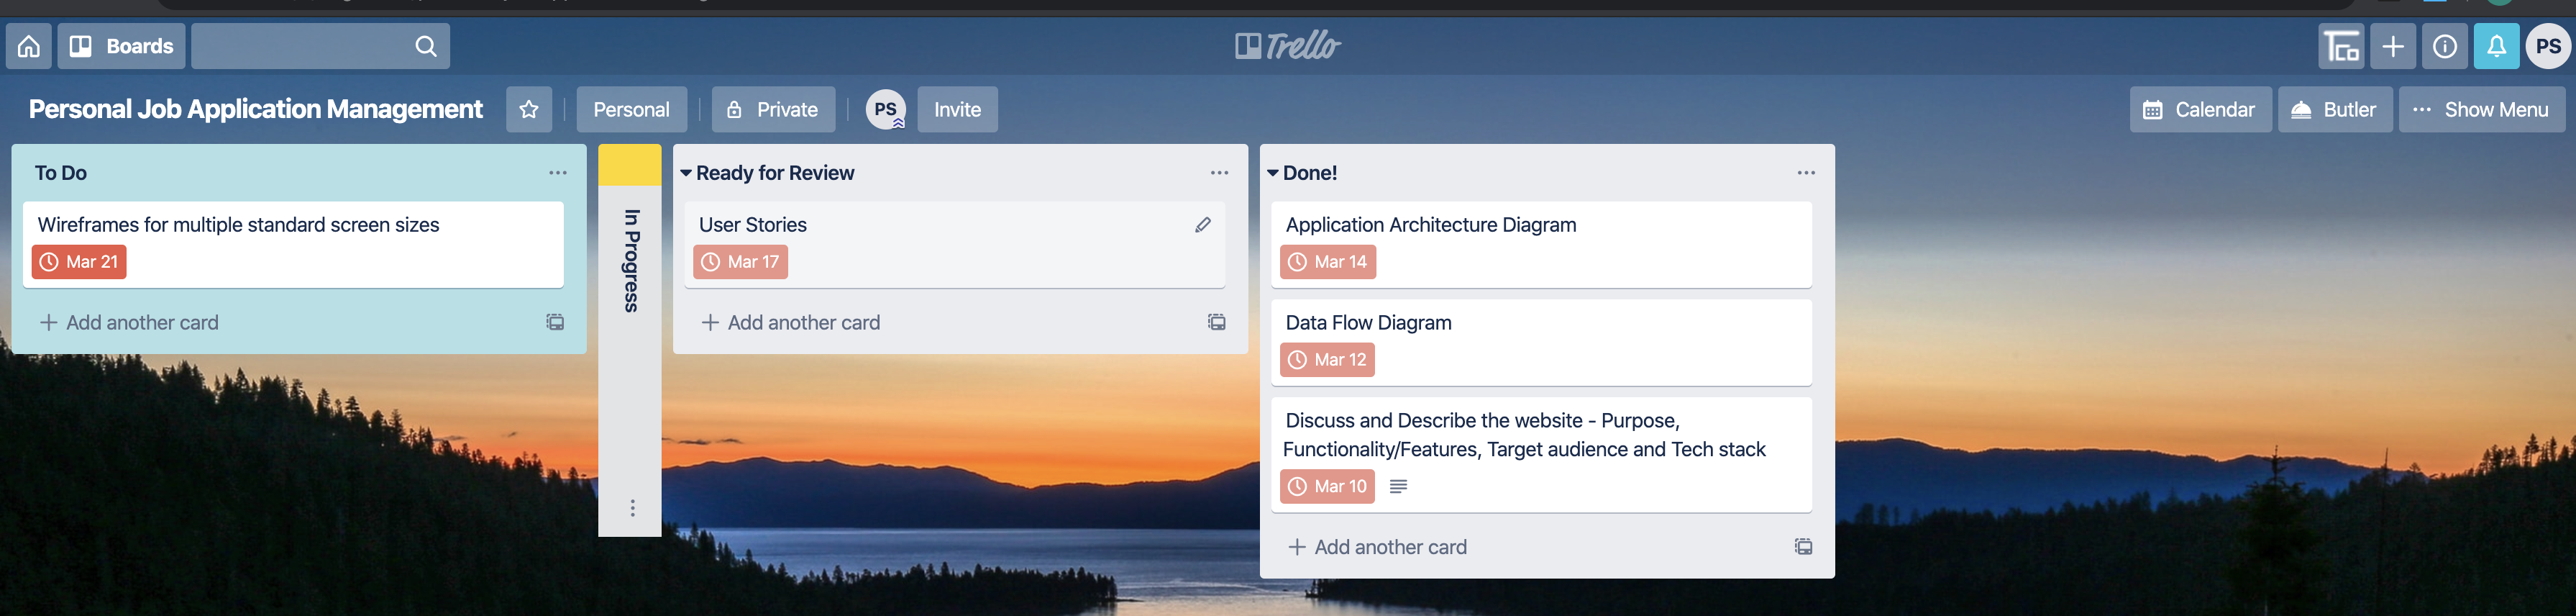 Boards
Trello
TCO
PS
Personal Job Application Management
Personal
Private
PS
Invite
Calendar
Butler
Show Menu
To Do
Wireframes for multiple standard screen sizes
Mar 21
Add another card
In Progress
Ready for Review
User Stories
Mar 17
Add another card
Done!
Application Architecture Diagram
Mar 14
Data Flow Diagram
Mar 12
Discuss and Describe the website - Purpose,
Functionality/Features, Target audience and Tech stack
Mar 10
Add another card